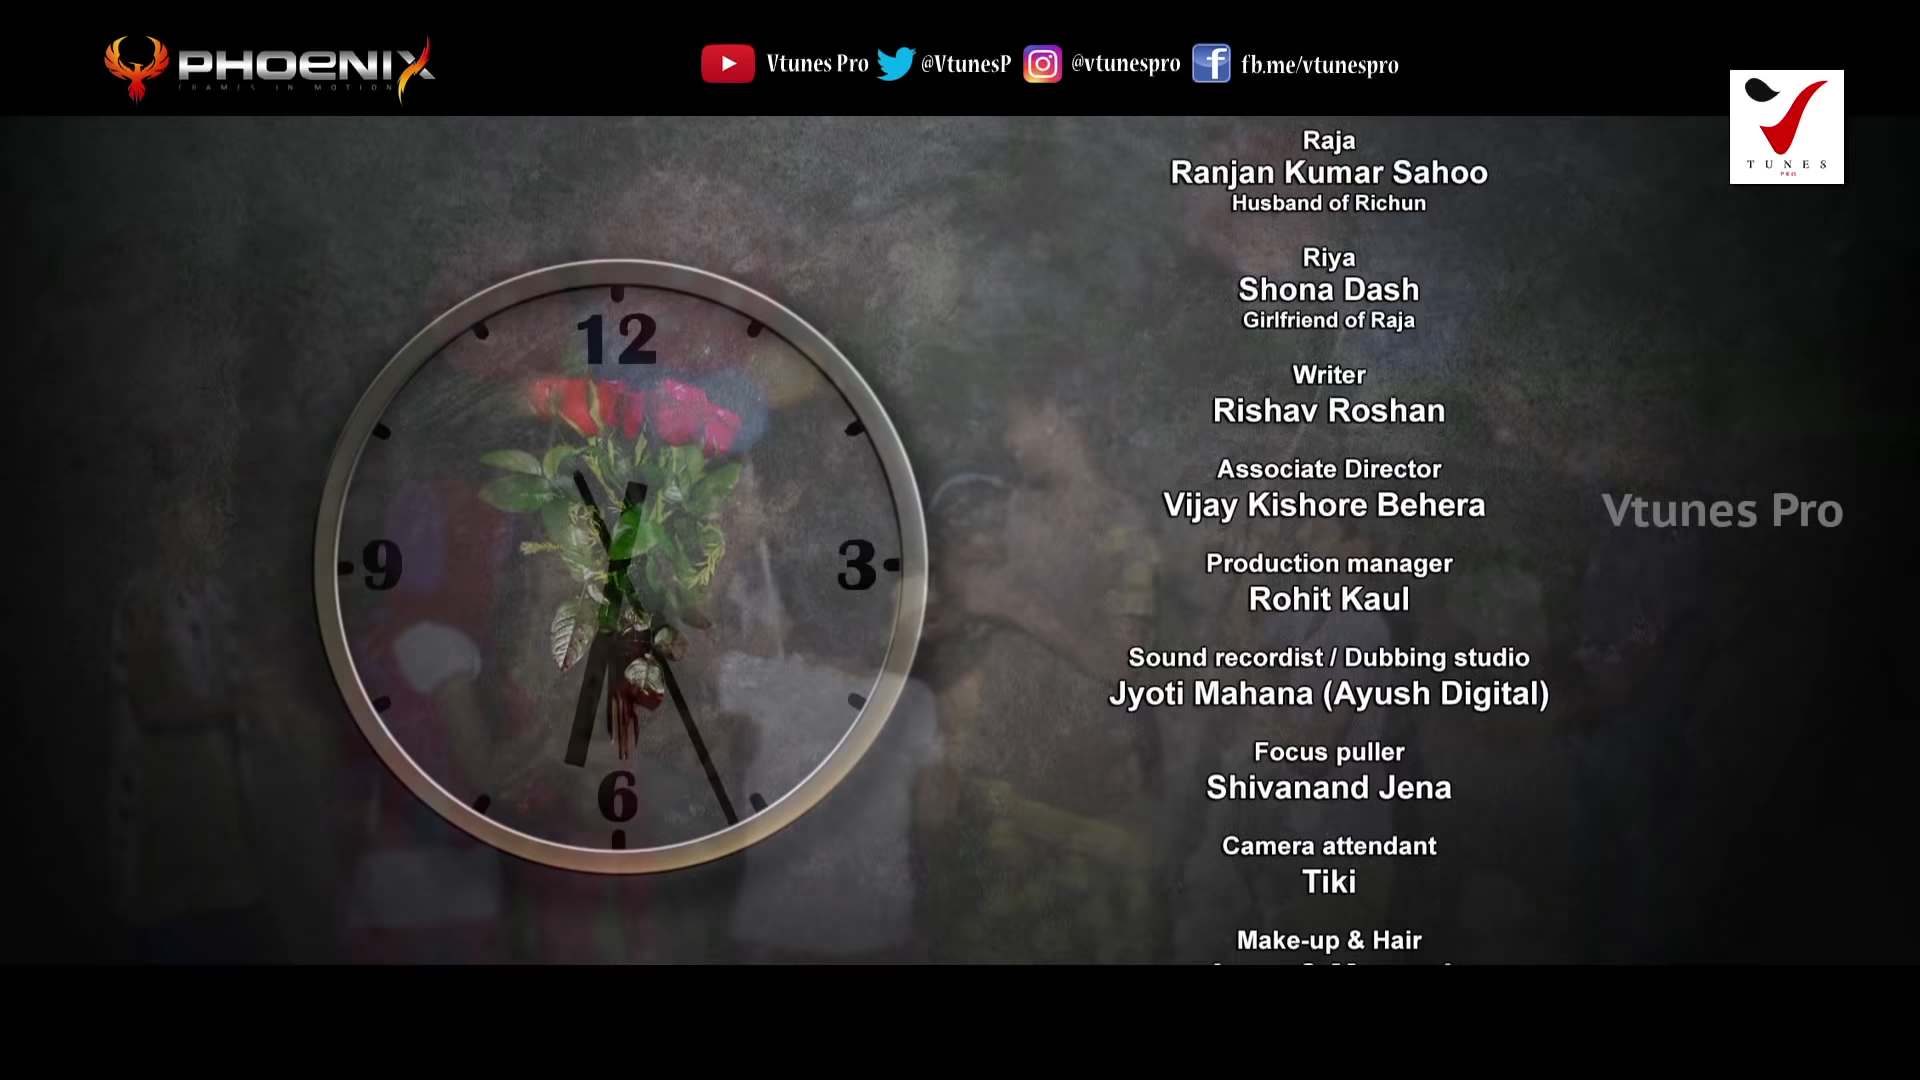 PHOENIX
FRAMES IN MOTION
Vtunes Pro
@VtunesP
@vtunespro
fb.me/vtunespro
TUNES
PRO
Raja
Ranjan Kumar Sahoo
Husband of Richun
Riya
Shona Dash
Girlfriend of Raja
Writer
Rishav Roshan
Associate Director
Vijay Kishore Behera
Production manager
Rohit Kaul
Sound recordist / Dubbing studio
Jyoti Mahana (Ayush Digital)
Focus puller
Shivanand Jena
Camera attendant
Tiki
Make-up & Hair
Vtunes Pro
12
9
3
6